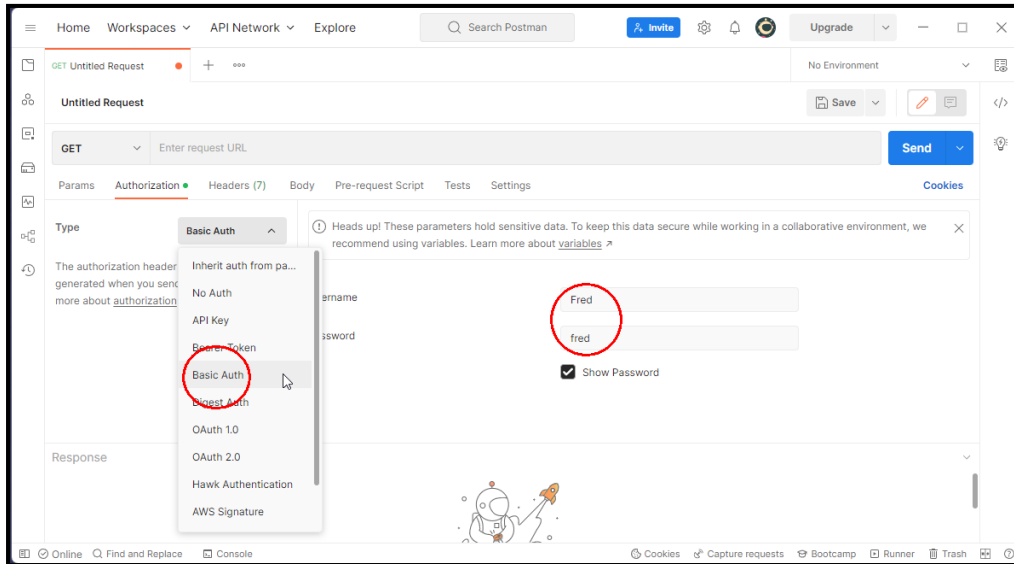 Home Workspaces API Network Explore Search Postman Invite Upgrade
GET Untitled Request No Environment
Untitled Request Save
GET Enter request URL Send
Params Authorization Headers (7) Body Pre-request Script Tests Settings Cookies
Type Basic Auth
Heads up! These parameters hold sensitive data. To keep this data secure while working in a collaborative environment, we
recommend using variables. Learn more about variables
The authorization header
generated when you send
more about authorization
Inherit auth from pa...
No Auth
API Key
Bearer Token
Basic Auth
Digest Auth
OAuth 1.0
OAuth 2.0
Hawk Authentication
AWS Signature
ername Fred
ssword fred
Show Password
Response
Online Find and Replace Console Cookies Capture requests Bootcamp Runner Trash